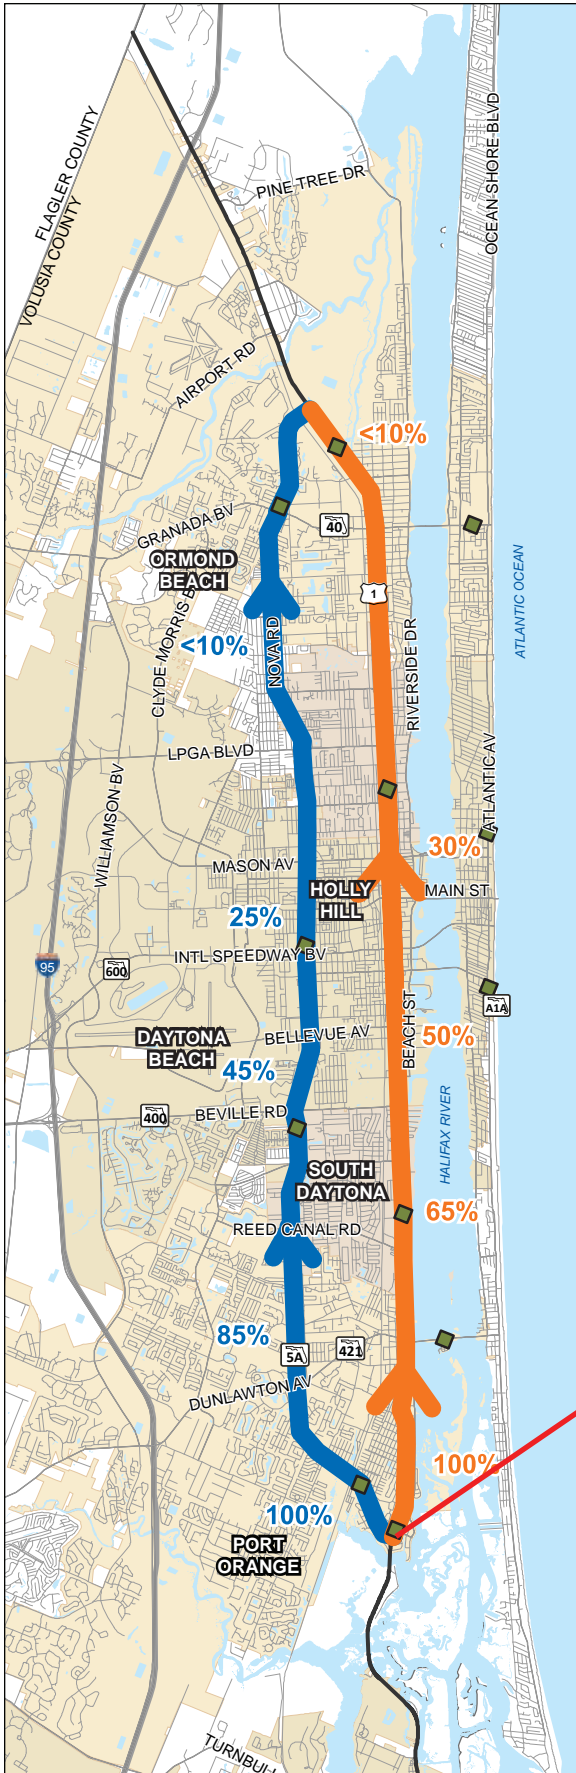 FLAGLER COUNTY
VOLUSIA COUNTY
PINE TREE DR
OCEAN SHORE BLVD
AIRPORT RD
<10%
GRANADA BV
40
ORMOND
BEACH
ATLANTIC OCEAN
1
CLYDE MORRIS B
<10%
NOVA RD
RIVERSIDE DR
LPGA BLVD
ATLANTIC AV
WILLIAMSON BV
30%
MASON AV
HOLLY
HILL
MAIN ST
25%
INTL SPEEDWAY BV
95
600
A1A
DAYTONA
BEACH
BELLEVUE AV
BEACH ST
50%
45%
BEVILLE RD
400
HALIFAX RIVER
SOUTH
DAYTONA
65%
REED CANAL RD
85%
5A
421
DUNLAWTON AV
100%
100%
PORT
ORANGE
TURNBUL